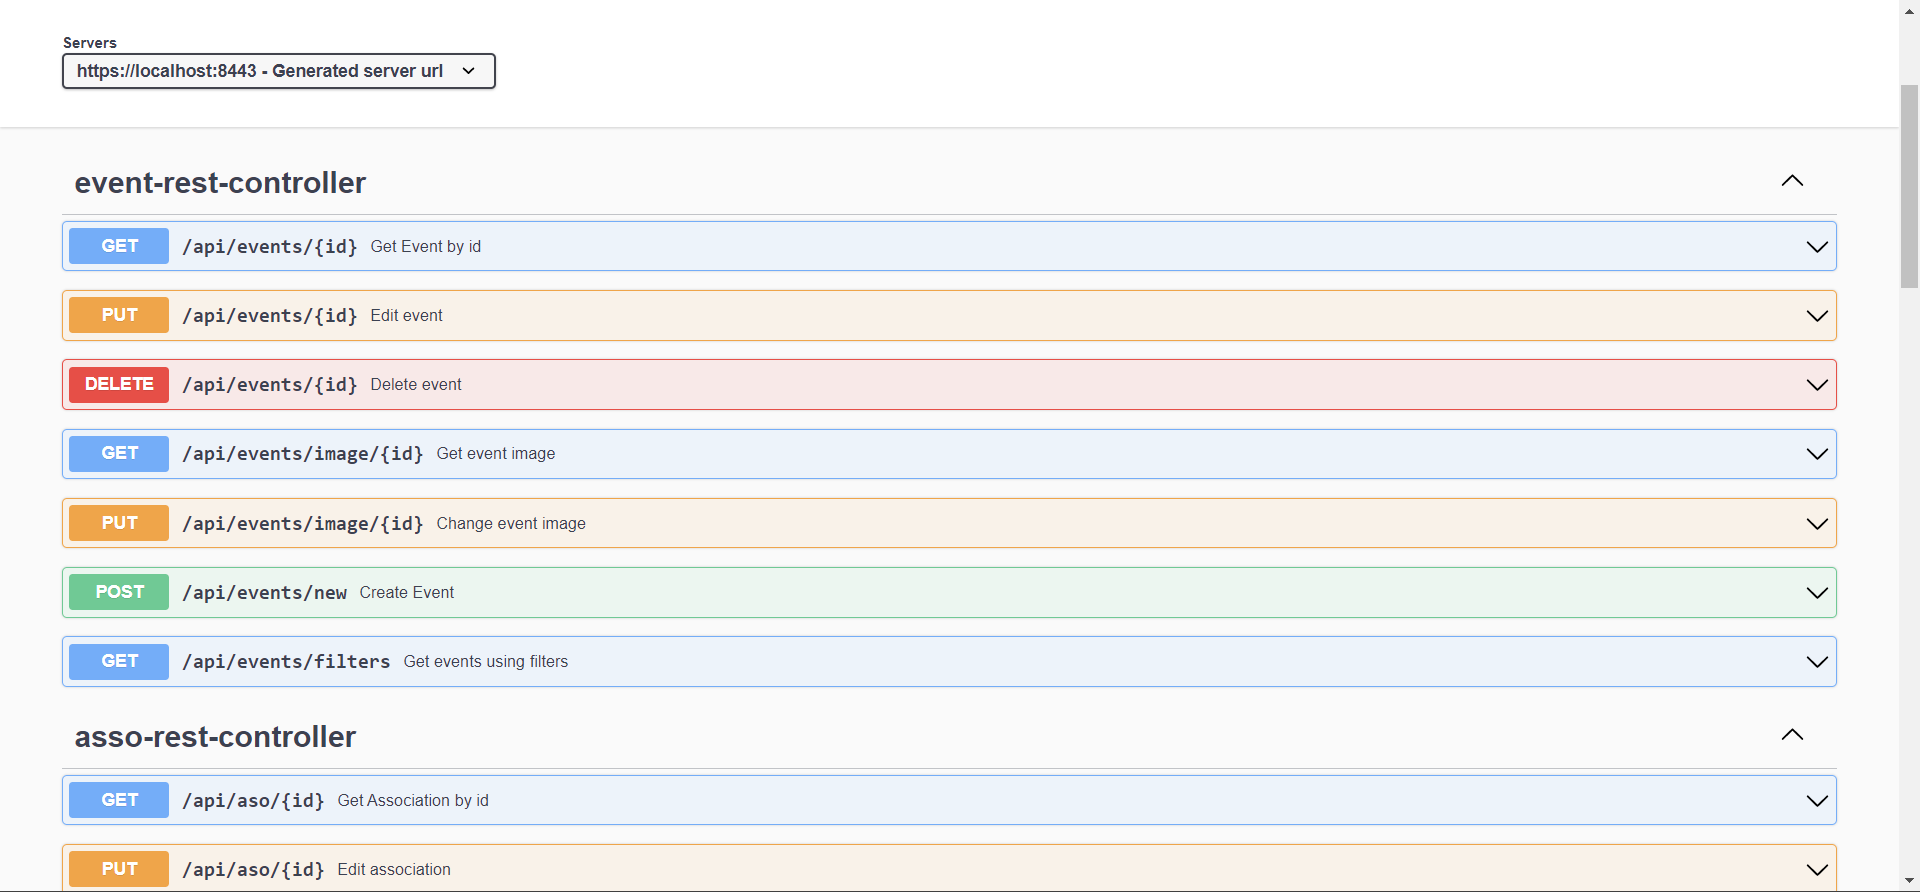 Servers
https://localhost:8443 - Generated server url
event-rest-controller
GET /api/events/{id} Get Event by id
PUT /api/events/{id} Edit event
DELETE /api/events/{id} Delete event
GET /api/events/image/{id} Get event image
PUT /api/events/image/{id} Change event image
POST /api/events/new Create Event
GET /api/events/filters Get events using filters
asso-rest-controller
GET /api/aso/{id} Get Association by id
PUT /api/aso/{id} Edit association